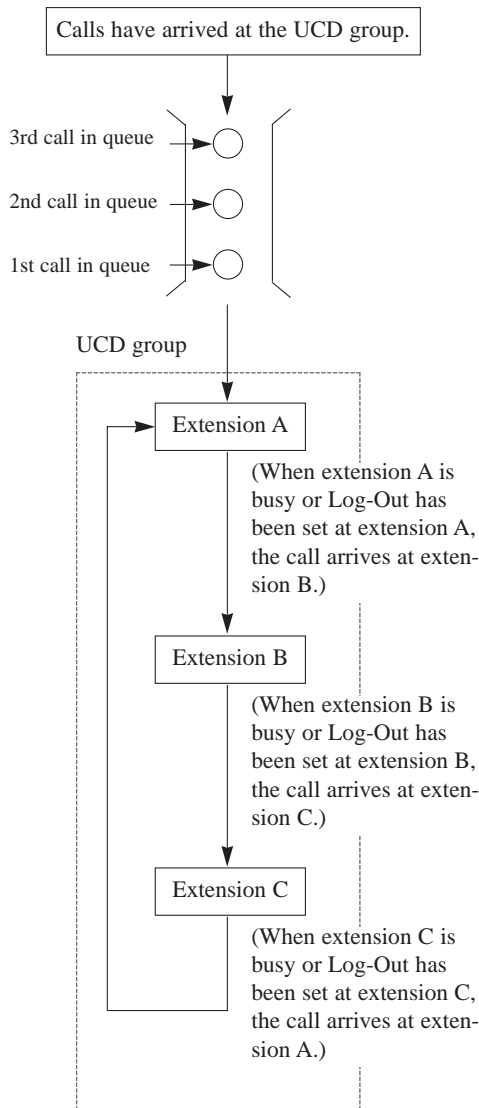 Calls have arrived at the UCD group.
3rd call in queue
2nd call in queue
1st call in queue
UCD group
Extension A
(When extension A is
busy or Log-Out has
been set at extension A,
the call arrives at exten-
sion B.)
Extension B
(When extension B is
busy or Log-Out has
been set at extension B,
the call arrives at exten-
sion C.)
Extension C
(When extension C is
busy or Log-Out has
been set at extension C,
the call arrives at exten-
sion A.)